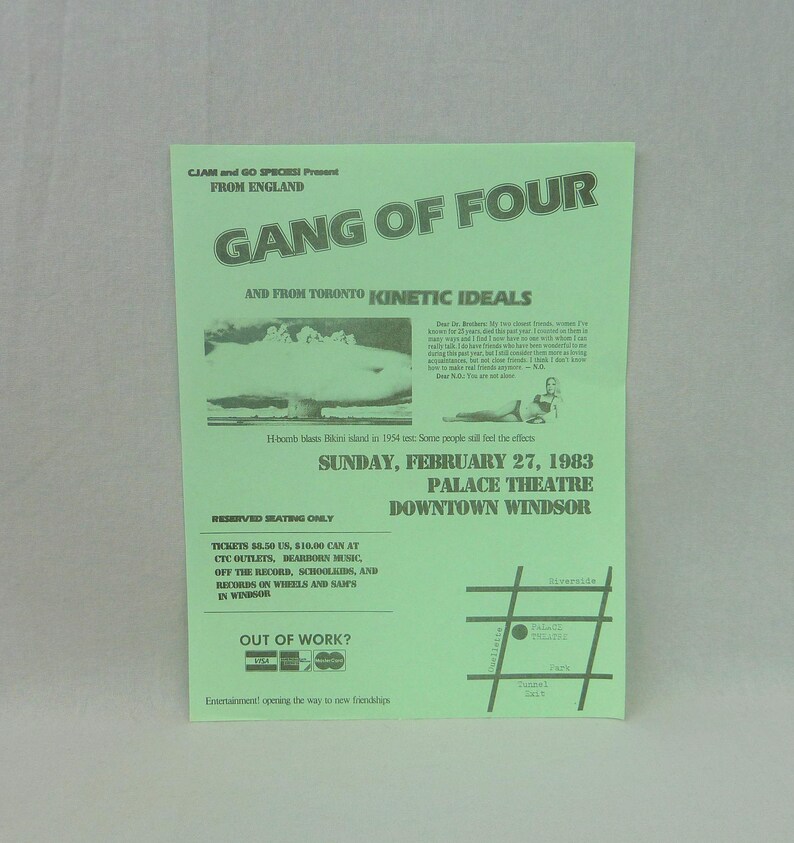 CJAM and GO SPECIES! Present
FROM ENGLAND
GANG OF FOUR
AND FROM TORONTO KINETIC IDEALS
Dear Dr. Brothers: My two closest friends, women I've
known for 25 years, died this past year. I counted on them in
many ways and I find I now have no one with whom I can
really talk. I do have friends who have been wonderful to me
during this past year, but I still consider them more as loving
acquaintances, but not close friends. I think I don't know
how to make real friends anymore. — N.O.
Dear N.O.: You are not alone.
H-bomb blasts Bikini island in 1954 test: Some people still feel the effects
SUNDAY, FEBRUARY 27, 1983
PALACE THEATRE
DOWNTOWN WINDSOR
RESERVED SEATING ONLY
TICKETS $8.50 US, $10.00 CAN AT
CTC OUTLETS, DEARBORN MUSIC,
OFF THE RECORD, SCHOOLKIDS, AND
RECORDS ON WHEELS AND SAM'S
IN WINDSOR
OUT OF WORK?
VISA
MasterCard
Entertainment! opening the way to new friendships
Riverside
PALACE
THEATRE
Ouellette
Park
Tunnel
Exit